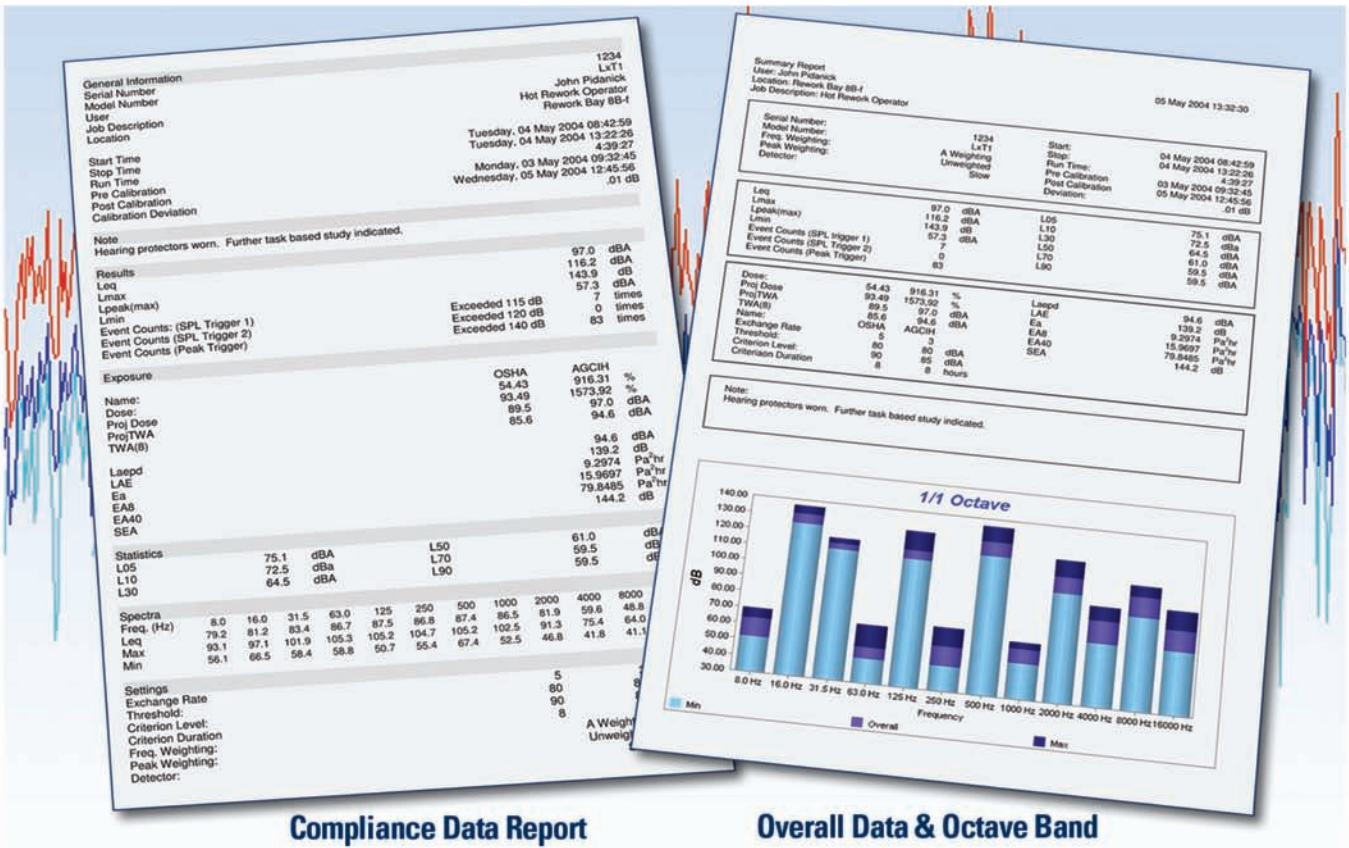 General Information
Serial Number 1234
Model Number LxT1
User John Pidanick
Job Description Hot Rework Operator
Location Rework Bay 8B-f
Start Time Tuesday, 04 May 2004 08:42:59
Stop Time Tuesday, 04 May 2004 13:22:26
Run Time 4:39:27
Pre Calibration Monday, 03 May 2004 09:32:45
Post Calibration Wednesday, 05 May 2004 12:45:56
Calibration Deviation .01 dB
Note
Hearing protectors worn. Further task based study indicated.
Results
Leq 97.0 dBA
Lmax 116.2 dBA
Lpeak(max) 143.9 dB
Lmin 57.3 dBA
Event Counts: (SPL Trigger 1) Exceeded 115 dB 7 times
Event Counts (SPL Trigger 2) Exceeded 120 dB 0 times
Event Counts (Peak Trigger) Exceeded 140 dB 83 times
Exposure
Name: OSHA AGCIH
Dose: 54.43 916.31 %
Proj Dose 93.49 1573,92 %
ProjTWA 89.5 97.0 dBA
TWA(8) 85.6 94.6 dBA
Laepd 94.6 dBA
LAE 139.2 dB
Ea 9.2974 Pa²hr
EA8 15.9697 Pa²hr
EA40 79.8485 Pa²hr
SEA 144.2 dB
Statistics
L05 75.1 dBA L50 61.0 dBA
L10 72.5 dBa L70 59.5 dB
L30 64.5 dBA L90 59.5 dB
Spectra
Freq. (Hz) 8.0 16.0 31.5 63.0 125 250 500 1000 2000 4000 8000
Leq 79.2 81.2 83.4 86.7 87.5 86.8 87.4 86.5 81.9 59.6 48.8
Max 93.1 97.1 101.9 105.3 105.2 104.7 105.2 102.5 91.3 75.4 64.0
Min 56.1 66.5 58.4 58.8 50.7 55.4 67.4 52.5 46.8 41.8 41.1
Settings
Exchange Rate 5
Threshold: 80
Criterion Level: 90
Criterion Duration 8
Freq. Weighting: A Weigh
Peak Weighting: Unweig
Detector:
Compliance Data Report
Summary Report
User: John Pidanick
Location: Rework Bay 8B-f
Job Description: Hot Rework Operator
05 May 2004 13:32:30
Serial Number: 1234 Start: 04 May 2004 08:42:59
Model Number: LxT1 Stop: 04 May 2004 13:22:26
Freq. Weighting: A Weighting Run Time: 4:39:27
Peak Weighting: Unweighted Pre Calibration 03 May 2004 09:32:45
Detector: Slow Post Calibration 05 May 2004 12:45:56
Deviation: .01 dB
Leq 97.0 dBA L05 75.1 dBA
Lmax 116.2 dBA L10 72.5 dBa
Lpeak(max) 143.9 dB L30 64.5 dBA
Lmin 57.3 dBA L50 61.0 dBA
Event Counts (SPL trigger 1) 7 L70 59.5 dBA
Event Counts (SPL Trigger 2) 0 L90 59.5 dBA
Event Counts (Peak Trigger) 83
Dose: 54.43 916.31 % Laepd 94.6 dBA
Proj Dose 93.49 1573,92 % LAE 139.2 dB
ProjTWA 89.5 97.0 dBA Ea 9.2974 Pa²hr
TWA(8) 85.6 94.6 dBA EA8 15.9697 Pa²hr
Name: OSHA AGCIH EA40 79.8485 Pa²hr
Exchange Rate 5 3 SEA 144.2 dB
Threshold: 80 80 dBA
Criterion Level: 90 85 dBA
Criteriaon Duration 8 8 hours
Note:
Hearing protectors worn. Further task based study indicated.
1/1 Octave
140.00
130.00
120.00
110.00
100.00
90.00
80.00
70.00
60.00
50.00
40.00
30.00
dB
8.0 Hz 16.0 Hz 31.5 Hz 63.0 Hz 125 Hz 250 Hz 500 Hz 1000 Hz 2000 Hz 4000 Hz 8000 Hz 16000 Hz
Frequency
Min Overall Max
Overall Data & Octave Band